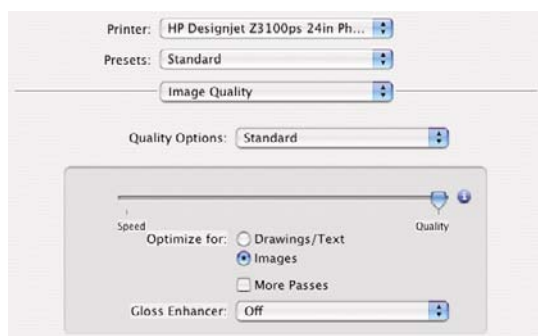 Printer: HP Designjet Z3100ps 24in Ph...
Presets: Standard
Image Quality
Quality Options: Standard
Speed Quality
Optimize for: Drawings/Text
Images
More Passes
Gloss Enhancer: Off